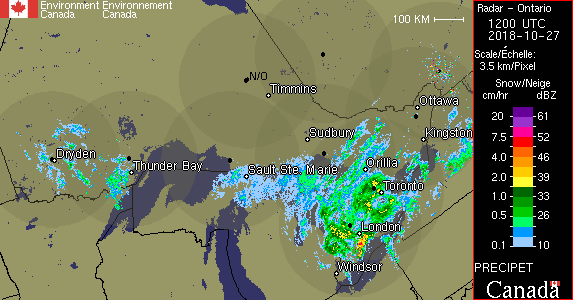 Environment Environnement
Canada Canada
Radar - Ontario
1200 UTC
2018-10-27
Scale/Échelle:
3.5 km/Pixel
Snow/Neige
cm/hr dBZ
20 61
7.5 52
4.0 46
2.0 39
1.0 33
0.5 26
0.1 10
PRECIPET
Canada
100 KM
N/O
Timmins
Ottawa
Sudbury
Kingston
Dryden
Thunder Bay
Sault Ste. Marie
Orillia
Toronto
London
Windsor